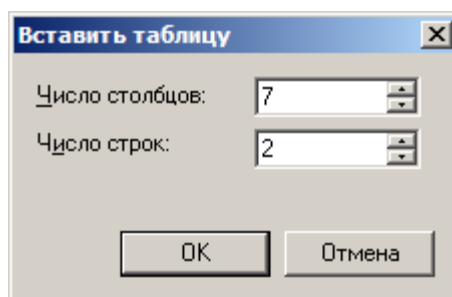 Вставить таблицу
Число столбцов: 7
Число строк: 2
OK Отмена